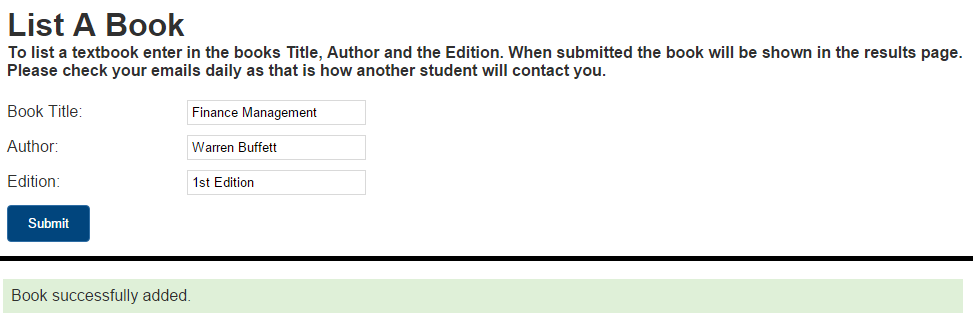 List A Book
To list a textbook enter in the books Title, Author and the Edition. When submitted the book will be shown in the results page.
Please check your emails daily as that is how another student will contact you.
Book Title: Finance Management
Author: Warren Buffett
Edition: 1st Edition
Submit
Book successfully added.